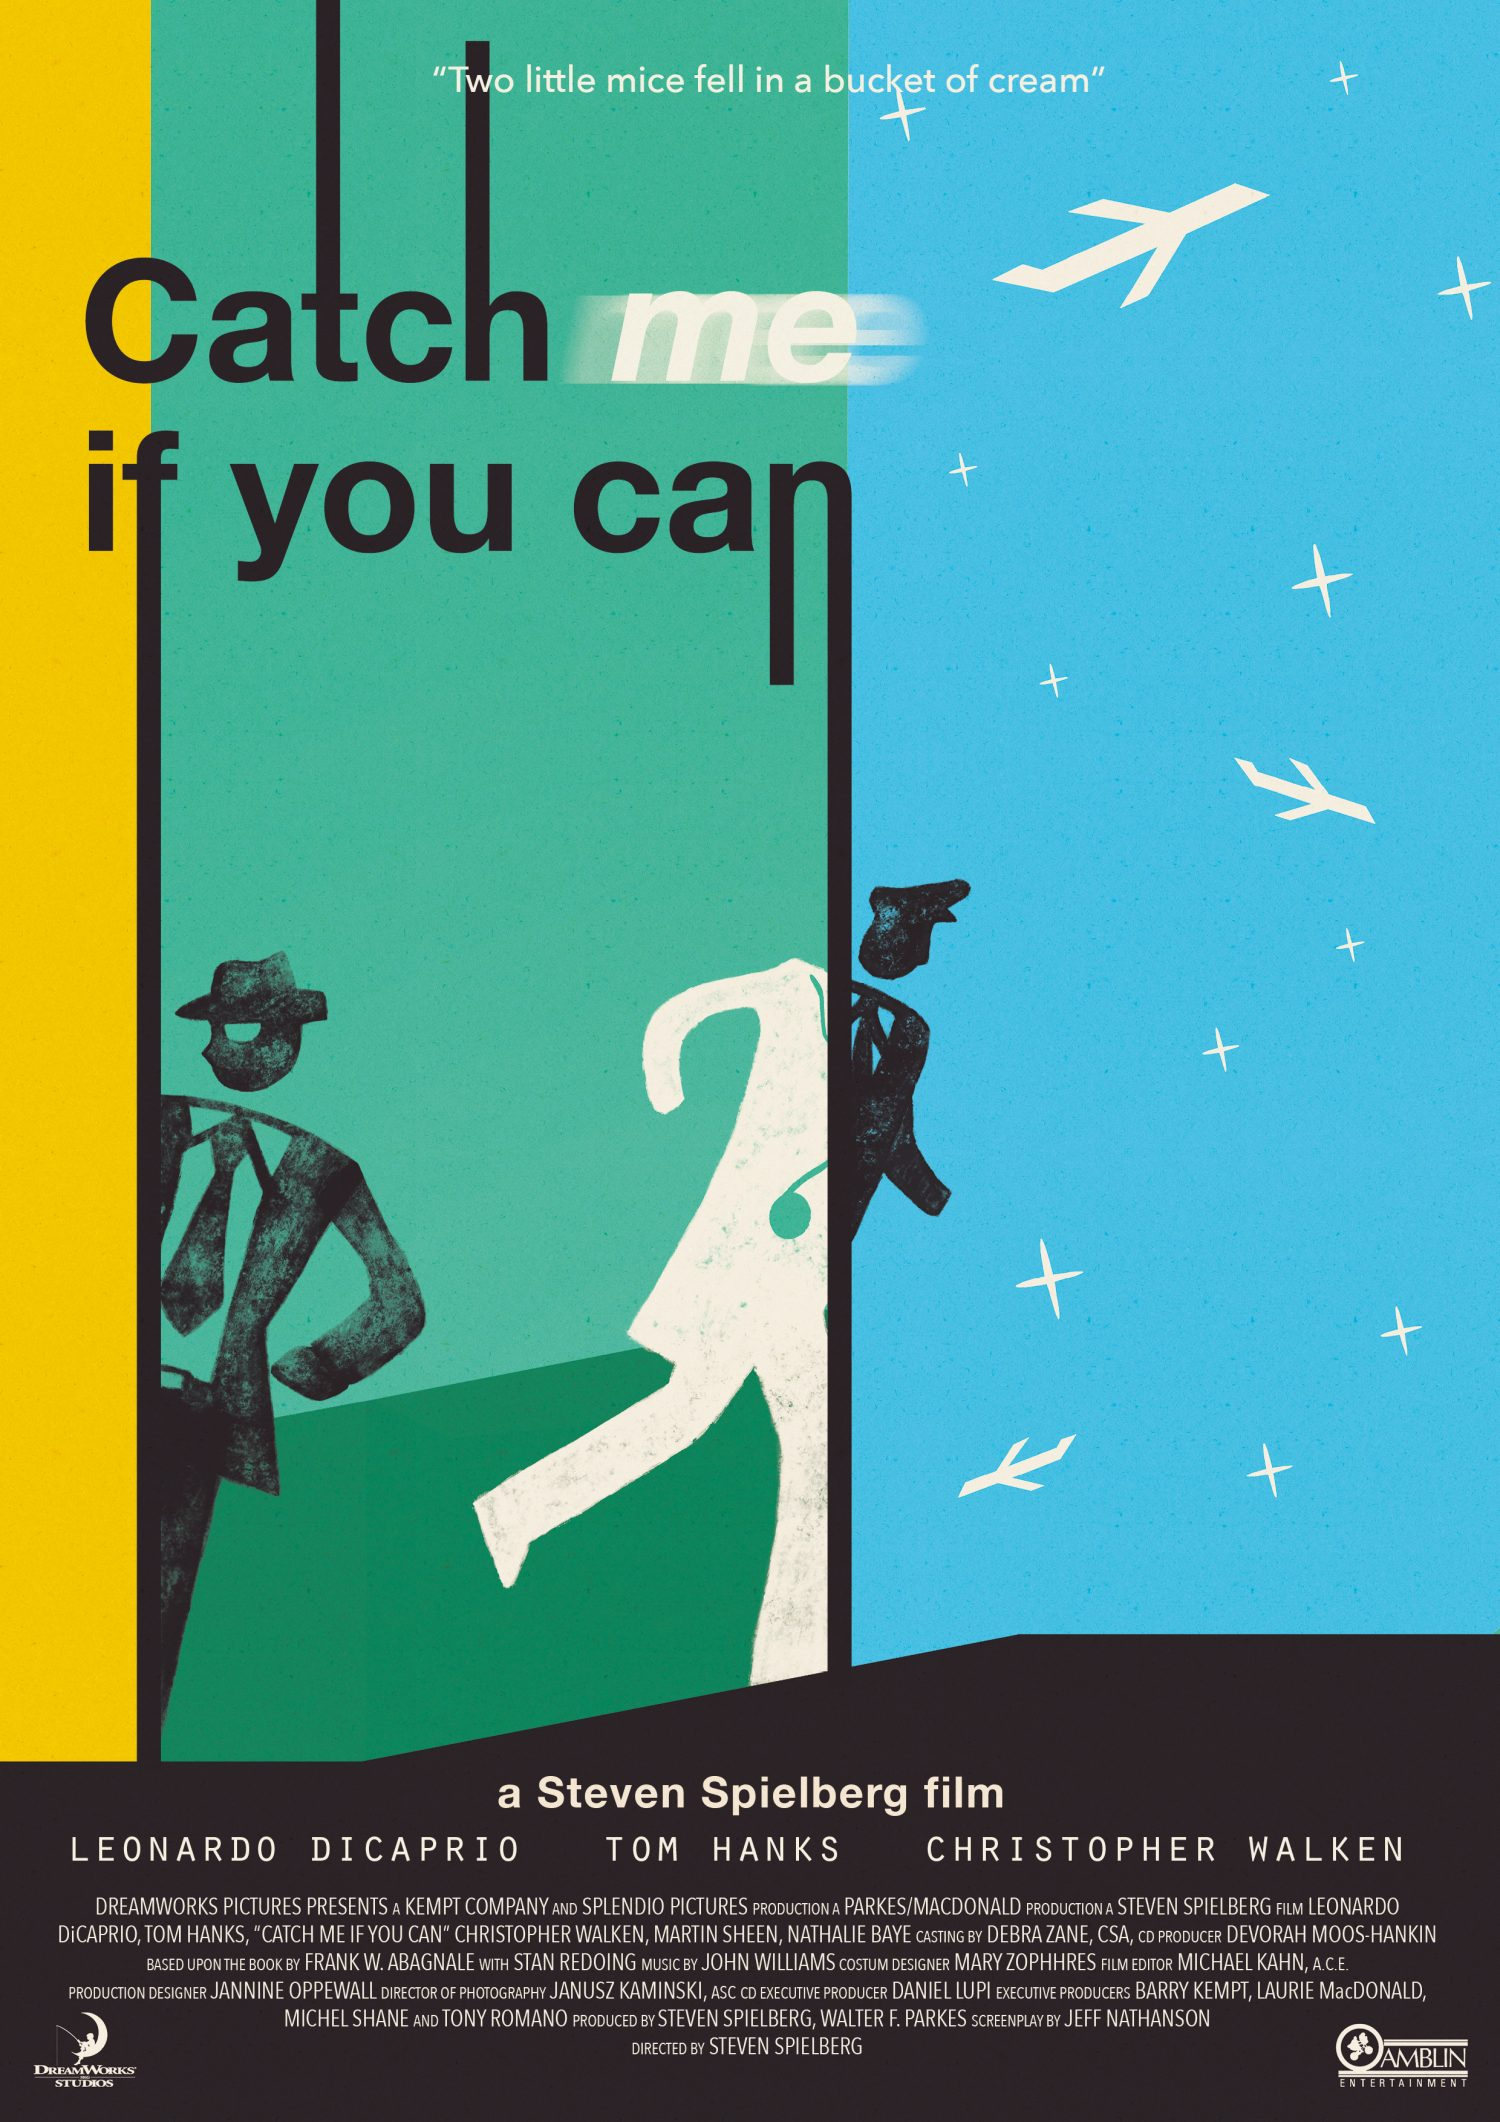 “Two little mice fell in a bucket of cream”
Catch me
if you can
a Steven Spielberg film
LEONARDO DICAPRIO TOM HANKS CHRISTOPHER WALKEN
DREAMWORKS PICTURES PRESENTS A KEMPT COMPANY AND SPLENDIO PICTURES PRODUCTION A PARKES/MACDONALD PRODUCTION A STEVEN SPIELBERG FILM LEONARDO
DiCAPRIO, TOM HANKS, “CATCH ME IF YOU CAN” CHRISTOPHER WALKEN, MARTIN SHEEN, NATHALIE BAYE CASTING BY DEBRA ZANE, CSA, CD PRODUCER DEVORAH MOOS-HANKIN
BASED UPON THE BOOK BY FRANK W. ABAGNALE WITH STAN REDOING MUSIC BY JOHN WILLIAMS COSTUM DESIGNER MARY ZOPHHRES FILM EDITOR MICHAEL KAHN, A.C.E.
PRODUCTION DESIGNER JANNINE OPPEWALL DIRECTOR OF PHOTOGRAPHY JANUSZ KAMINSKI, ASC CD EXECUTIVE PRODUCER DANIEL LUPI EXECUTIVE PRODUCERS BARRY KEMPT, LAURIE MacDONALD,
MICHEL SHANE AND TONY ROMANO PRODUCED BY STEVEN SPIELBERG, WALTER F. PARKES SCREENPLAY BY JEFF NATHANSON
DIRECTED BY STEVEN SPIELBERG
DREAMWORKS
STUDIOS
AMBLIN
ENTERTAINMENT